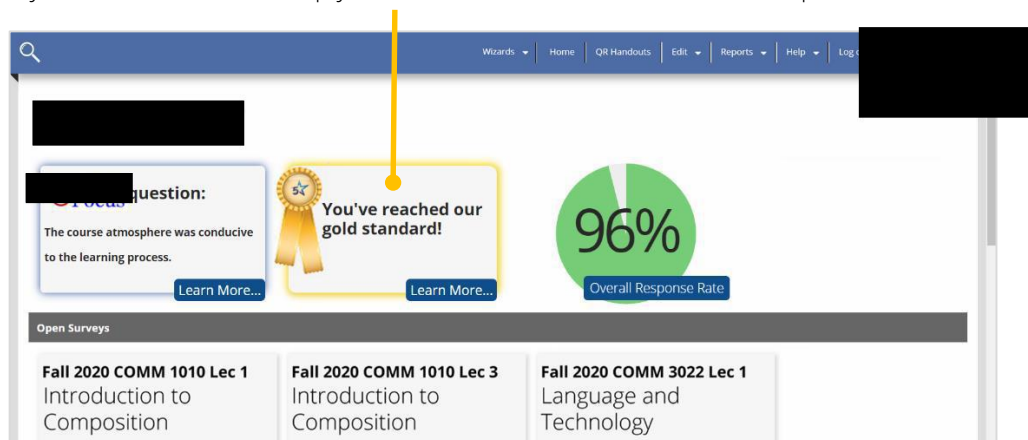 Wizards Home QR Handouts Edit Reports Help Log
question:
The course atmosphere was conducive
to the learning process.
Learn More...
5
You've reached our
gold standard!
Learn More...
96%
Overall Response Rate
Open Surveys
Fall 2020 COMM 1010 Lec 1
Introduction to
Composition
Fall 2020 COMM 1010 Lec 3
Introduction to
Composition
Fall 2020 COMM 3022 Lec 1
Language and
Technology